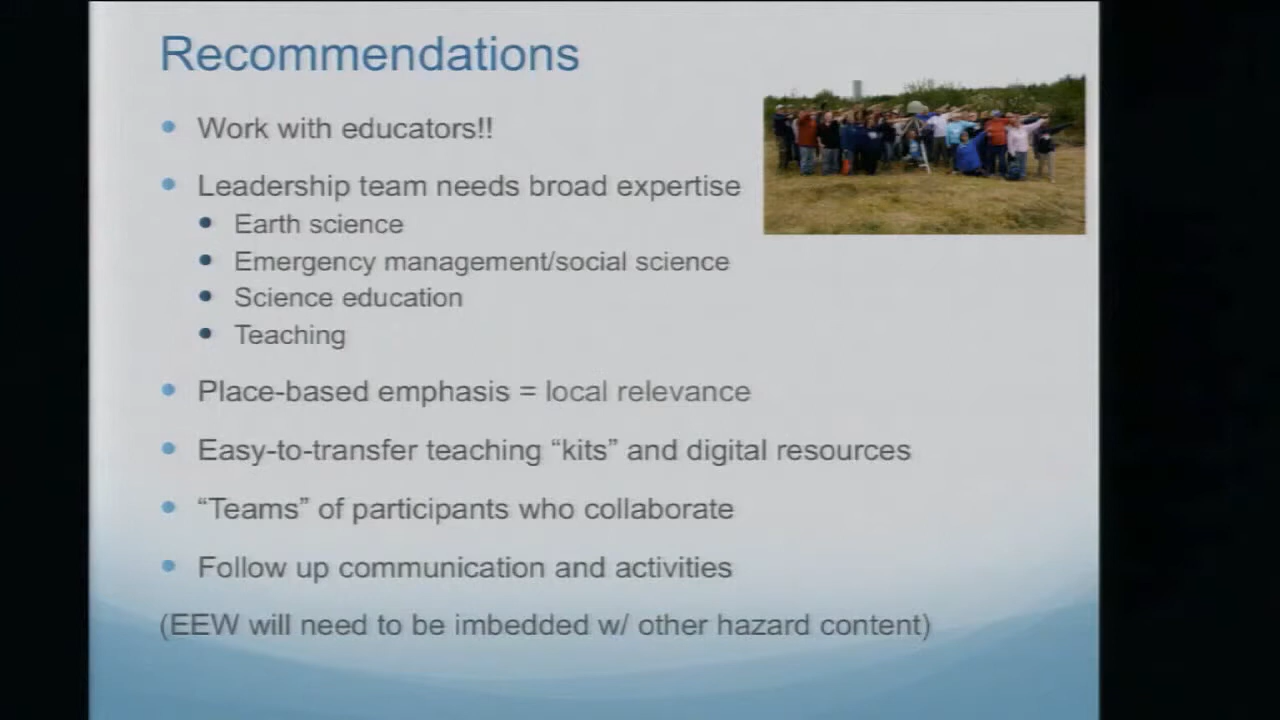 Recommendations
Work with educators!!
Leadership team needs broad expertise
Earth science
Emergency management/social science
Science education
Teaching
Place-based emphasis = local relevance
Easy-to-transfer teaching “kits” and digital resources
“Teams” of participants who collaborate
Follow up communication and activities
(EEW will need to be imbedded w/ other hazard content)